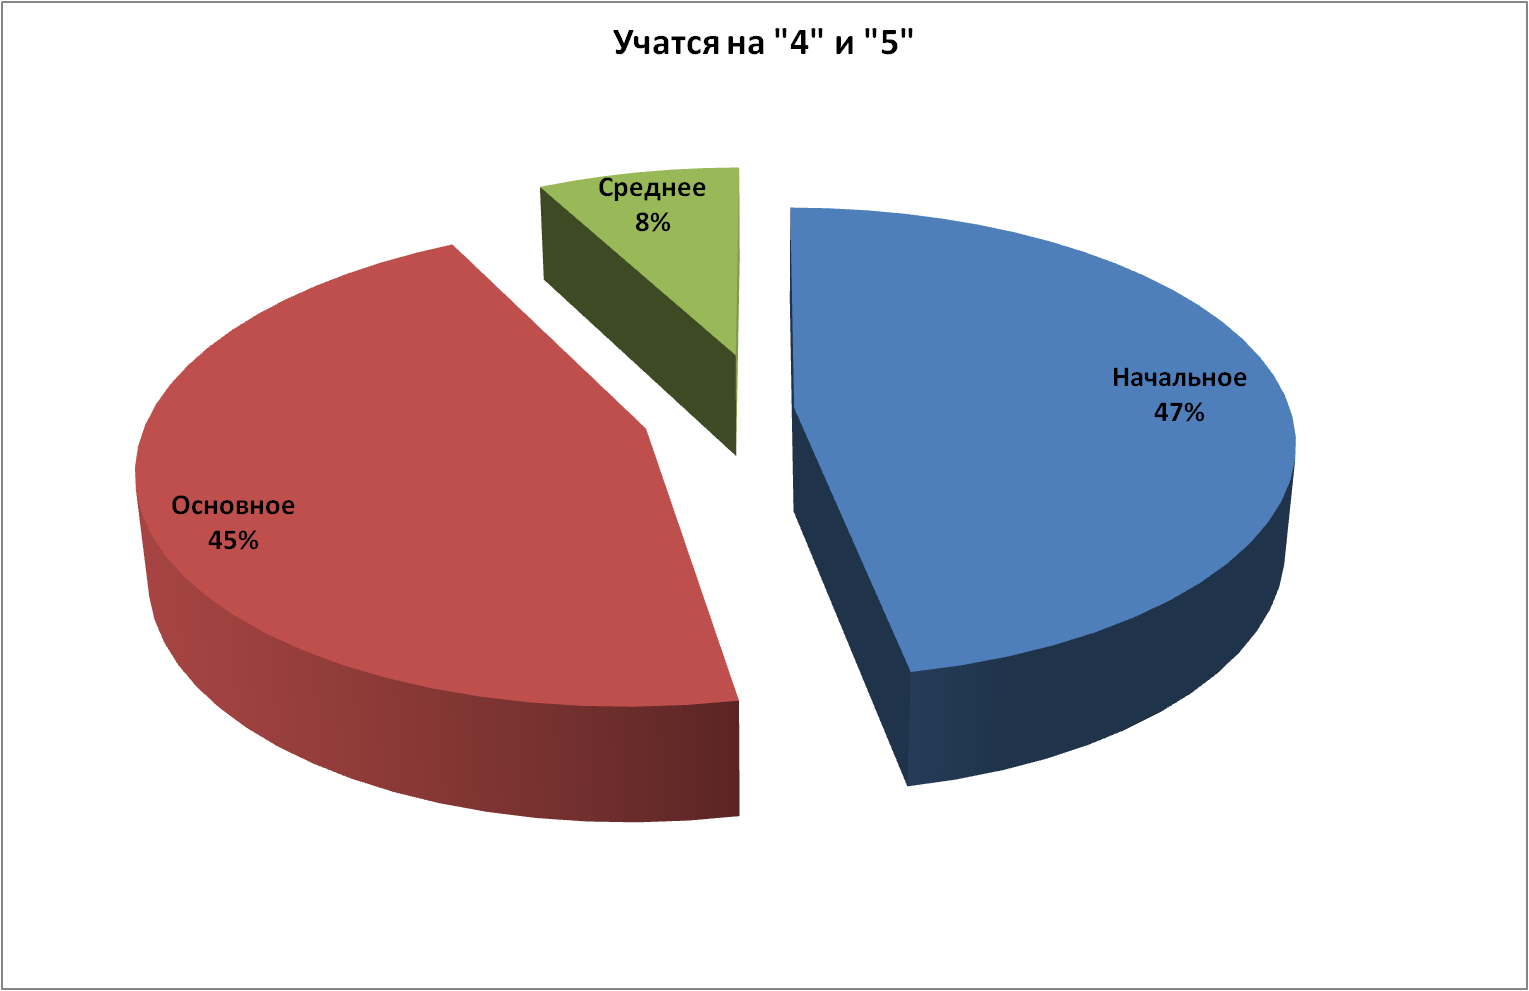 Учатся на "4" и "5"
Среднее
8%
Начальное
47%
Основное
45%